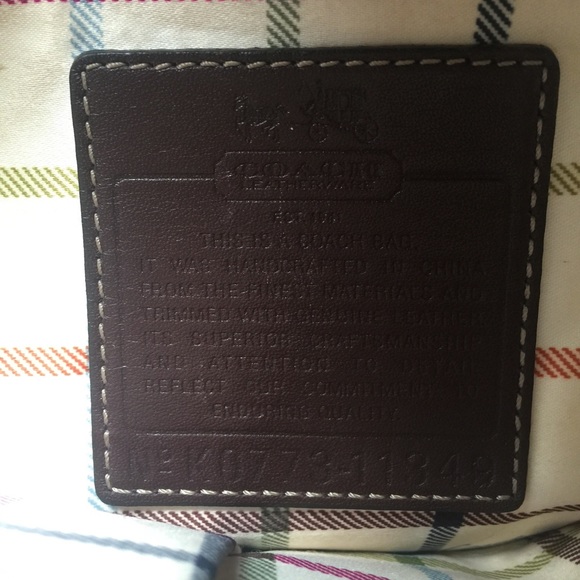 COACH
LEATHERWARE
EST. 1941
THIS IS A COACH BAG.
IT WAS HANDCRAFTED IN CHINA
FROM THE FINEST MATERIALS AND
TRIMMED WITH GENUINE LEATHER.
ITS SUPERIOR CRAFTSMANSHIP
AND ATTENTION TO DETAIL
REFLECT OUR COMMITMENT TO
ENDURING QUALITY.
Nº K0773-11349